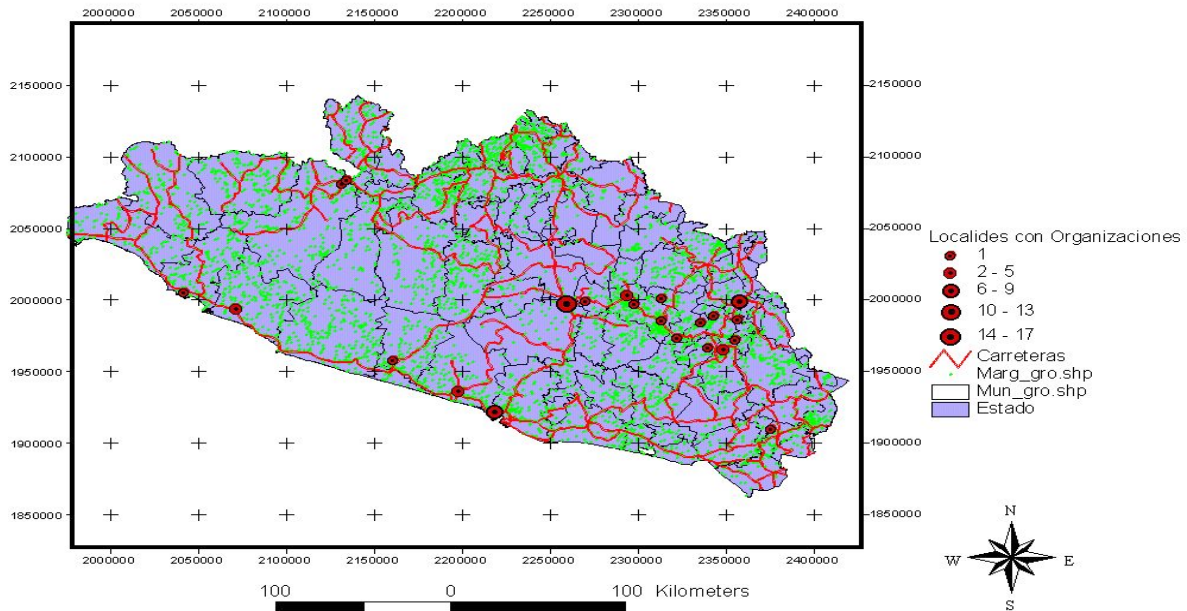 2000000 2050000 2100000 2150000 2200000 2250000 2300000 2350000 2400000
2150000 2150000
2100000 2100000
2050000 2050000
2000000 2000000
1950000 1950000
1900000 1900000
1850000 1850000
2000000 2050000 2100000 2150000 2200000 2250000 2300000 2350000 2400000
Localides con Organizaciones
1
2 - 5
6 - 9
10 - 13
14 - 17
Carreteras
Marg_gro.shp
Mun_gro.shp
Estado
N
W E
S
100 0 100 Kilometers